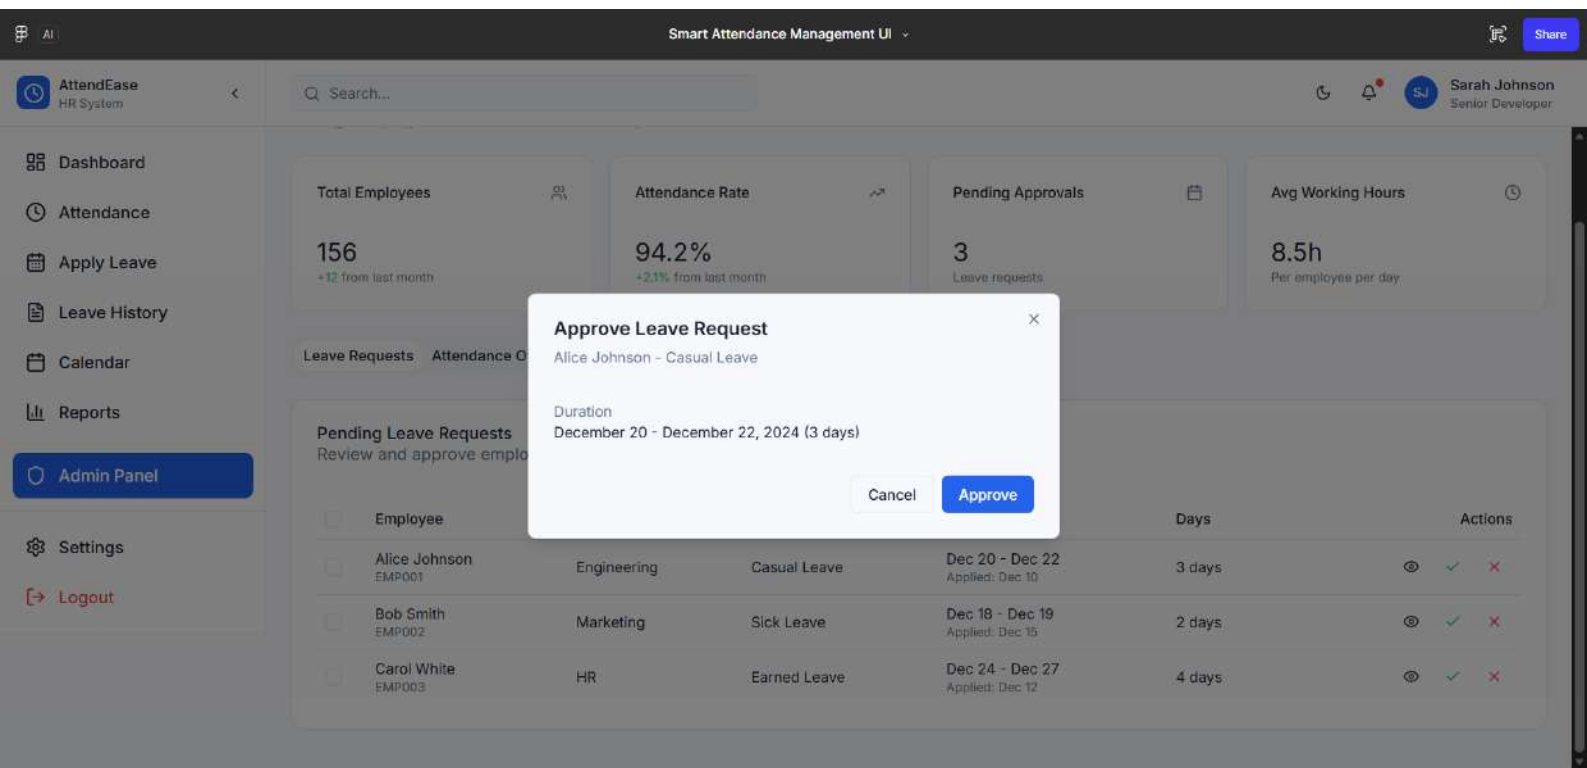 AI
Smart Attendance Management UI
Share
AttendEase
HR System
Search...
SJ
Sarah Johnson
Senior Developer
Dashboard
Attendance
Apply Leave
Leave History
Calendar
Reports
Admin Panel
Settings
Logout
Total Employees
156
+12 from last month
Attendance Rate
94.2%
+2.1% from last month
Pending Approvals
3
Leave requests
Avg Working Hours
8.5h
Per employee per day
Leave Requests Attendance O
Approve Leave Request
Alice Johnson - Casual Leave
Duration
December 20 - December 22, 2024 (3 days)
Cancel Approve
Pending Leave Requests
Review and approve emplo
Employee Days Actions
Alice Johnson
EMP001
Engineering Casual Leave
Dec 20 - Dec 22
Applied: Dec 10
3 days
Bob Smith
EMP002
Marketing Sick Leave
Dec 18 - Dec 19
Applied: Dec 15
2 days
Carol White
EMP003
HR Earned Leave
Dec 24 - Dec 27
Applied: Dec 12
4 days